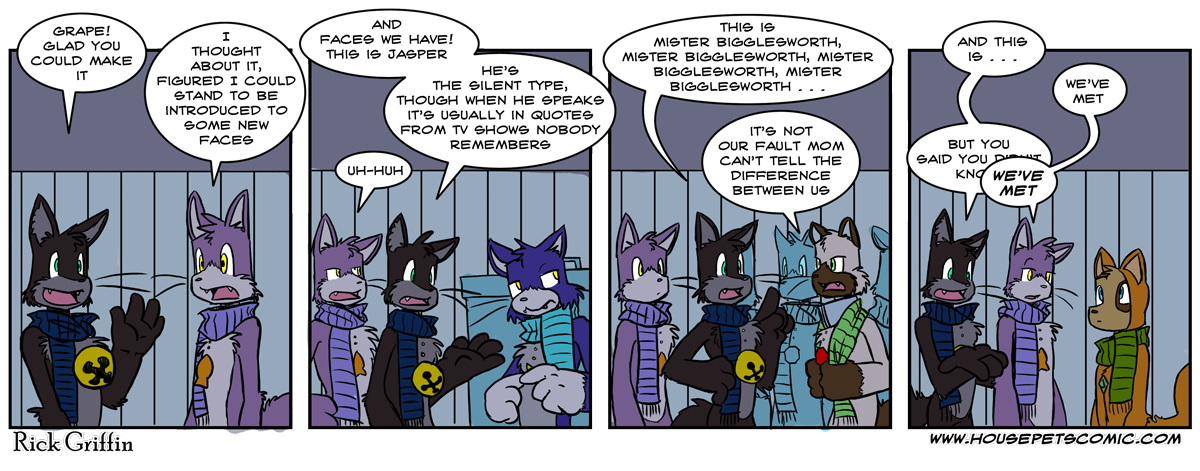 GRAPE!
GLAD YOU
COULD MAKE
IT
I
THOUGHT
ABOUT IT,
FIGURED I COULD
STAND TO BE
INTRODUCED TO
SOME NEW
FACES
AND
FACES WE HAVE!
THIS IS JASPER
HE'S
THE SILENT TYPE,
THOUGH WHEN HE SPEAKS
IT'S USUALLY IN QUOTES
FROM TV SHOWS NOBODY
REMEMBERS
UH-HUH
THIS IS
MISTER BIGGLESWORTH,
MISTER BIGGLESWORTH, MISTER
BIGGLESWORTH, MISTER
BIGGLESWORTH . . .
IT'S NOT
OUR FAULT MOM
CAN'T TELL THE
DIFFERENCE
BETWEEN US
AND THIS
IS . . .
WE'VE
MET
BUT YOU
SAID YOU DIDN'T
KNO
WE'VE
MET
Rick Griffin
WWW.HOUSEPETSCOMIC.COM